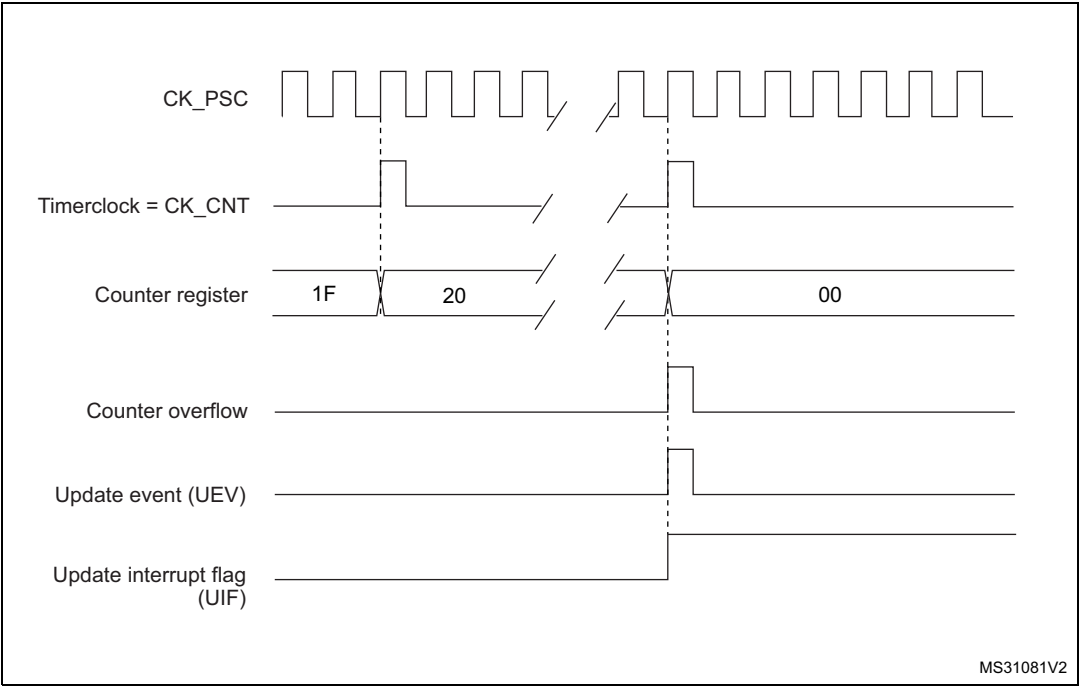 CK_PSC
Timerclock = CK_CNT
Counter register
1F
20
00
Counter overflow
Update event (UEV)
Update interrupt flag
(UIF)
MS31081V2